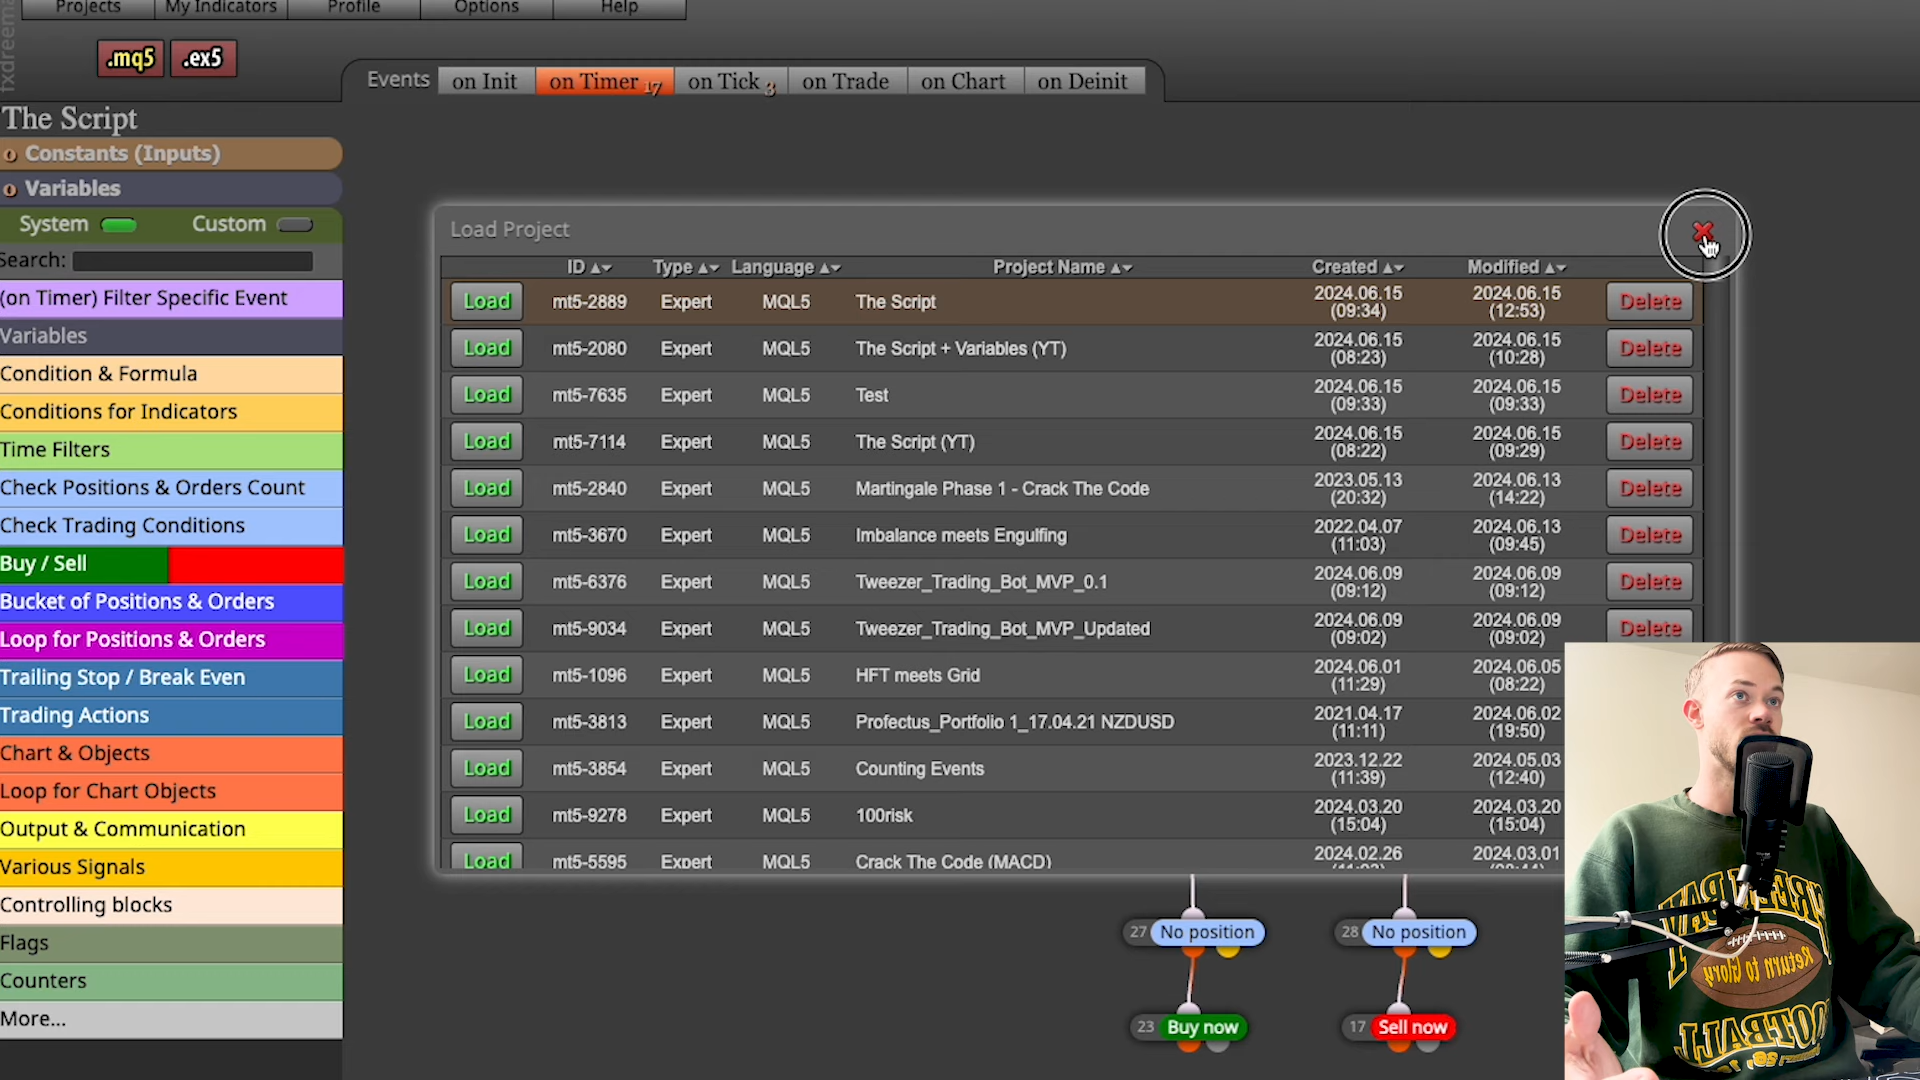 Projects
My Indicators
Profile
Options
Help
.mq5
.ex5
Events
on Init
on Timer 17
on Tick 3
on Trade
on Chart
on Deinit
The Script
0 Constants (Inputs)
0 Variables
System
Custom
Search:
(on Timer) Filter Specific Event
Variables
Condition & Formula
Conditions for Indicators
Time Filters
Check Positions & Orders Count
Check Trading Conditions
Buy / Sell
Bucket of Positions & Orders
Loop for Positions & Orders
Trailing Stop / Break Even
Trading Actions
Chart & Objects
Loop for Chart Objects
Output & Communication
Various Signals
Controlling blocks
Flags
Counters
More...
Load Project
ID Type Language Project Name Created Modified
Load mt5-2889 Expert MQL5 The Script 2024.06.15 (09:34) 2024.06.15 (12:53) Delete
Load mt5-2080 Expert MQL5 The Script + Variables (YT) 2024.06.15 (08:23) 2024.06.15 (10:28) Delete
Load mt5-7635 Expert MQL5 Test 2024.06.15 (09:33) 2024.06.15 (09:33) Delete
Load mt5-7114 Expert MQL5 The Script (YT) 2024.06.15 (08:22) 2024.06.15 (09:29) Delete
Load mt5-2840 Expert MQL5 Martingale Phase 1 - Crack The Code 2023.05.13 (20:32) 2024.06.13 (14:22) Delete
Load mt5-3670 Expert MQL5 Imbalance meets Engulfing 2022.04.07 (11:03) 2024.06.13 (09:45) Delete
Load mt5-6376 Expert MQL5 Tweezer_Trading_Bot_MVP_0.1 2024.06.09 (09:12) 2024.06.09 (09:12) Delete
Load mt5-9034 Expert MQL5 Tweezer_Trading_Bot_MVP_Updated 2024.06.09 (09:02) 2024.06.09 (09:02) Delete
Load mt5-1096 Expert MQL5 HFT meets Grid 2024.06.01 (11:29) 2024.06.05 (08:22)
Load mt5-3813 Expert MQL5 Profectus_Portfolio 1_17.04.21 NZDUSD 2021.04.17 (11:11) 2024.06.02 (19:50)
Load mt5-3854 Expert MQL5 Counting Events 2023.12.22 (11:39) 2024.05.03 (12:40)
Load mt5-9278 Expert MQL5 100risk 2024.03.20 (15:04) 2024.03.20 (15:04)
Load mt5-5595 Expert MQL5 Crack The Code (MACD) 2024.02.26 2024.03.01
27 No position
28 No position
23 Buy now
17 Sell now
Return to Glory